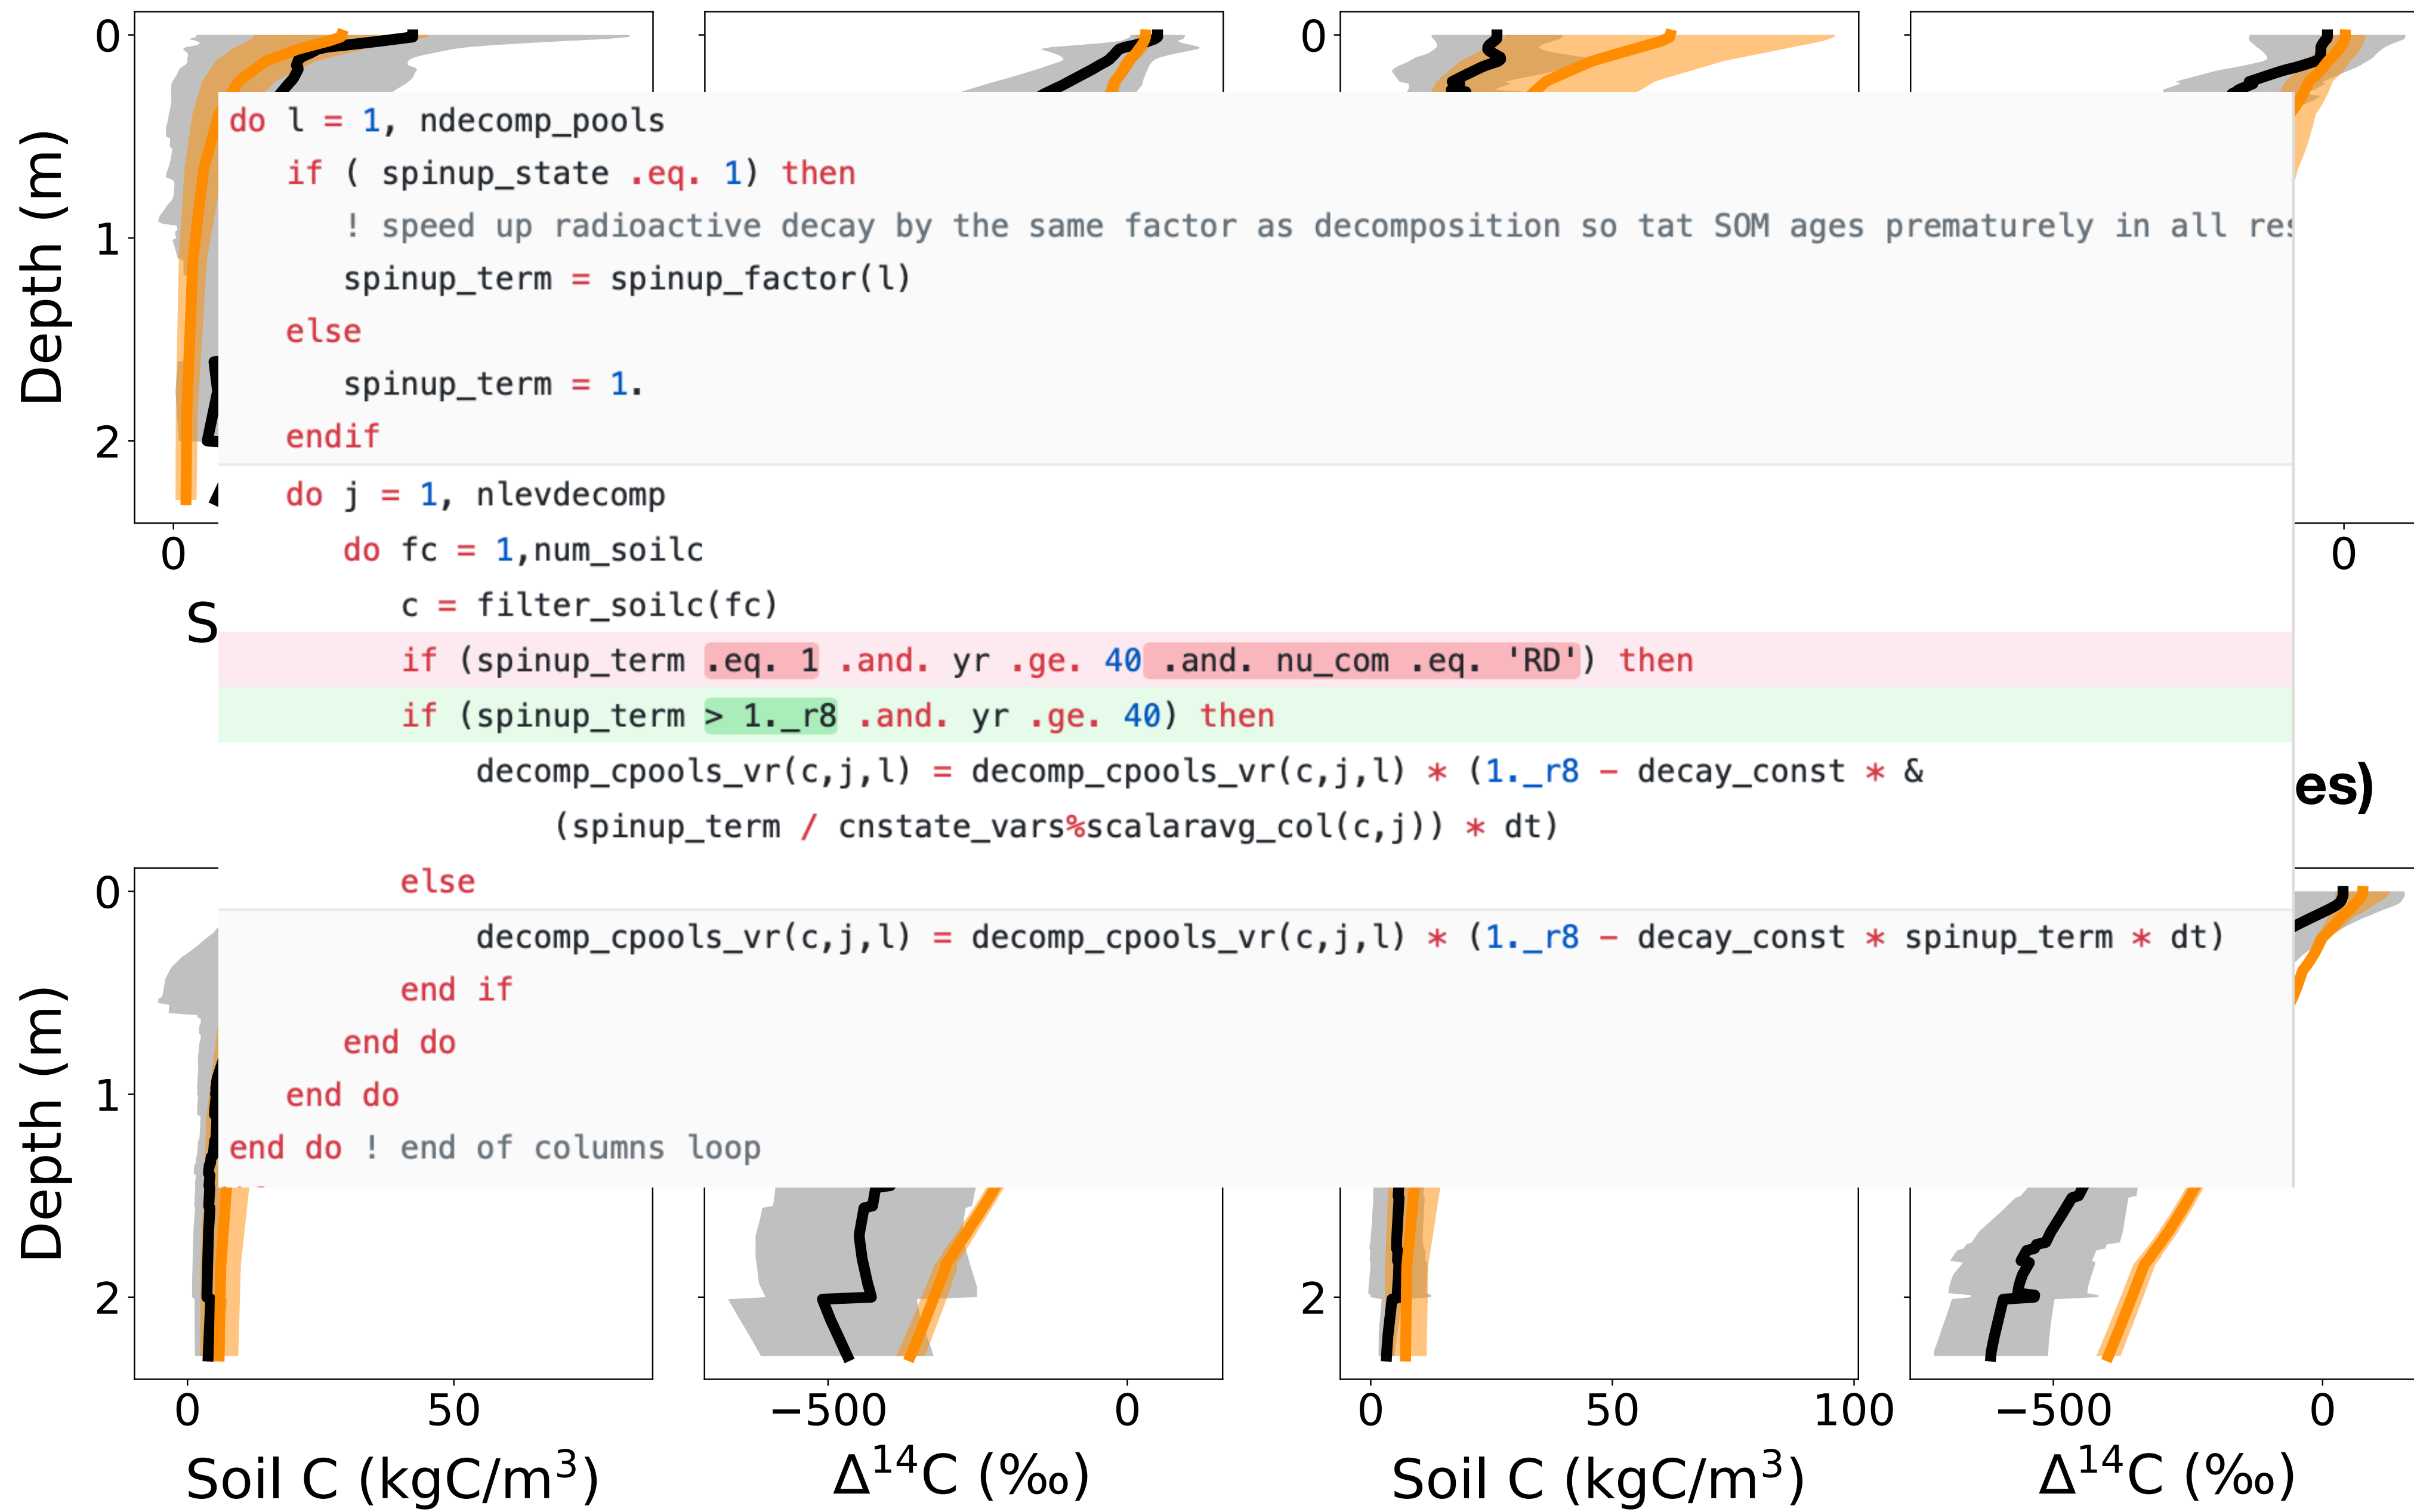 0
0
Depth (m)
1
2
0
0
S
do l = 1, ndecomp_pools
if ( spinup_state .eq. 1) then
! speed up radioactive decay by the same factor as decomposition so tat SOM ages prematurely in all res
spinup_term = spinup_factor(l)
else
spinup_term = 1.
endif
do j = 1, nlevdecomp
do fc = 1,num_soilc
c = filter_soilc(fc)
if (spinup_term .eq. 1 .and. yr .ge. 40 .and. nu_com .eq. 'RD') then
if (spinup_term > 1._r8 .and. yr .ge. 40) then
decomp_cpools_vr(c,j,l) = decomp_cpools_vr(c,j,l) * (1._r8 - decay_const * &
(spinup_term / cnstate_vars%scalaravg_col(c,j)) * dt)
else
decomp_cpools_vr(c,j,l) = decomp_cpools_vr(c,j,l) * (1._r8 - decay_const * spinup_term * dt)
end if
end do
end do
end do ! end of columns loop
es)
0
Depth (m)
1
2
2
0 50
−500 0
0 50 100
−500 0
Soil C (kgC/m³)
Δ¹⁴C (‰)
Soil C (kgC/m³)
Δ¹⁴C (‰)